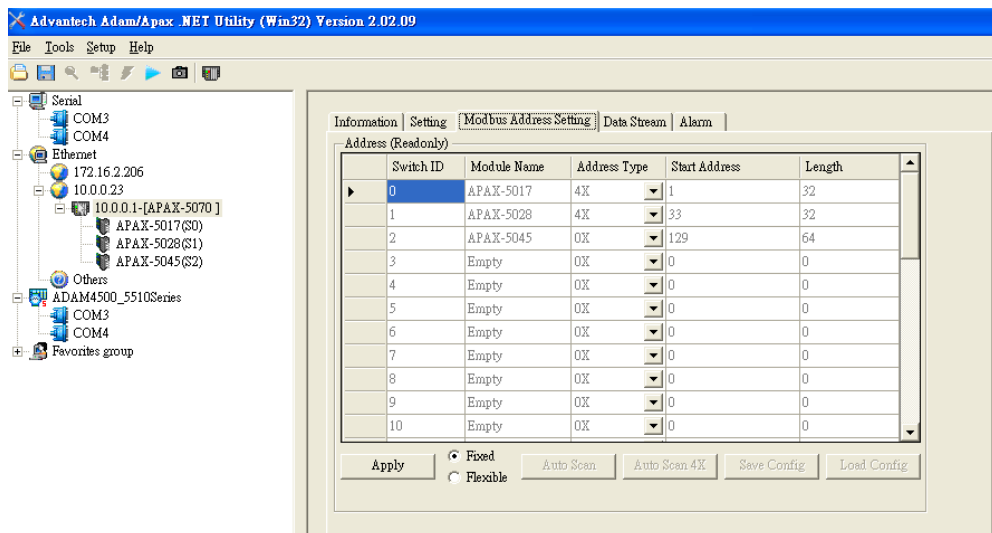 Advantech Adam/Apax .NET Utility (Win32) Version 2.02.09
File Tools Setup Help
Serial
COM3
COM4
Ethernet
172.16.2.206
10.0.0.23
10.0.0.1-[APAX-5070 ]
APAX-5017(S0)
APAX-5028(S1)
APAX-5045(S2)
Others
ADAM4500_5510Series
COM3
COM4
Favorites group
Information Setting Modbus Address Setting Data Stream Alarm
Address (Readonly)
Switch ID Module Name Address Type Start Address Length
0 APAX-5017 4X 1 32
1 APAX-5028 4X 33 32
2 APAX-5045 0X 129 64
3 Empty 0X 0 0
4 Empty 0X 0 0
5 Empty 0X 0 0
6 Empty 0X 0 0
7 Empty 0X 0 0
8 Empty 0X 0 0
9 Empty 0X 0 0
10 Empty 0X 0 0
Apply Fixed Flexible Auto Scan Auto Scan 4X Save Config Load Config